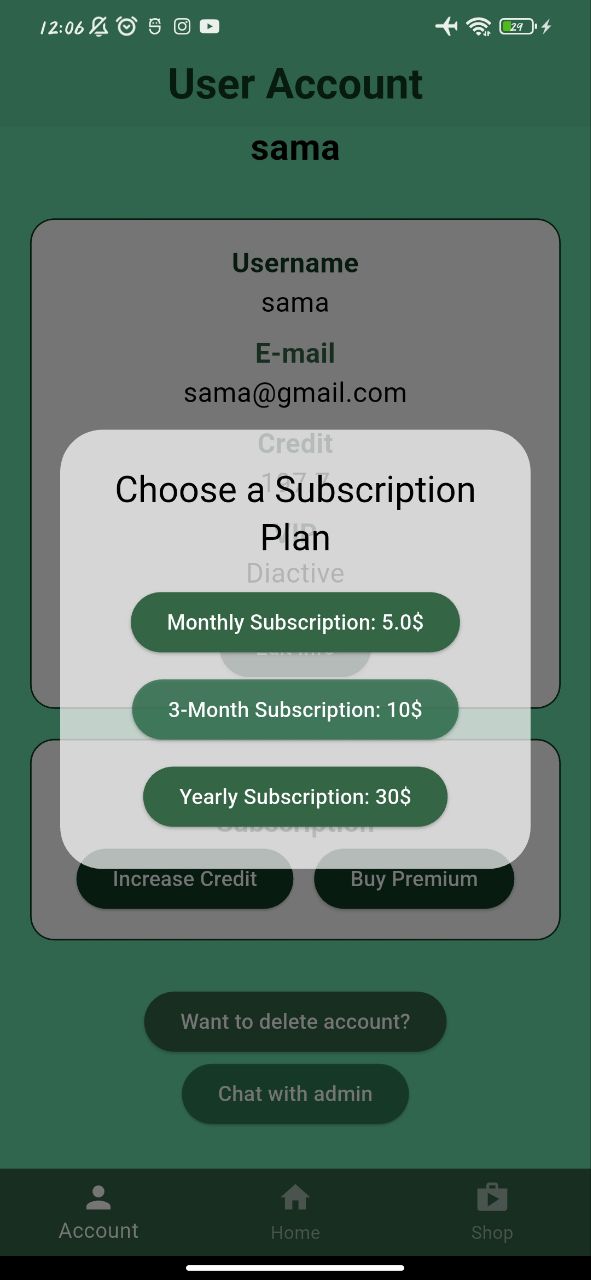 12:06
29
User Account
sama
Username
sama
E-mail
sama@gmail.com
Credit
Choose a Subscription
Plan
Diactive
Monthly Subscription: 5.0$
3-Month Subscription: 10$
Yearly Subscription: 30$
Subscription
Increase Credit
Buy Premium
Want to delete account?
Chat with admin
Account
Home
Shop